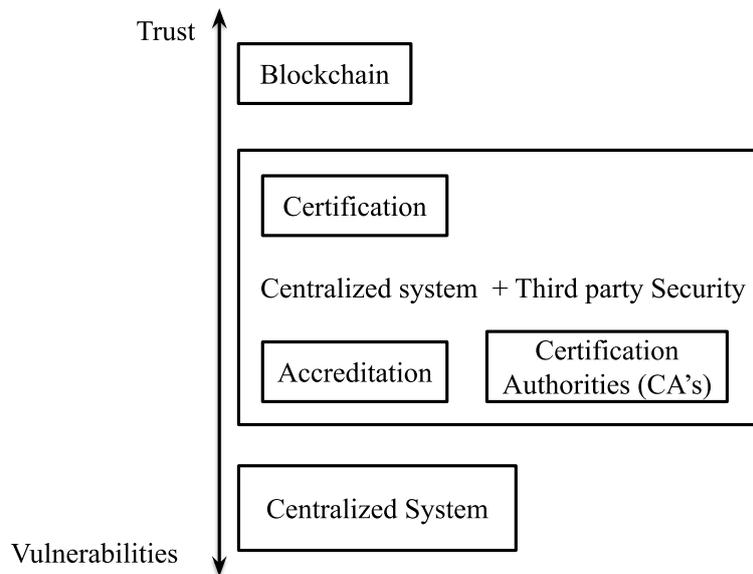 Trust
Blockchain
Certification
Centralized system + Third party Security
Accreditation
Certification
Authorities (CA's)
Centralized System
Vulnerabilities